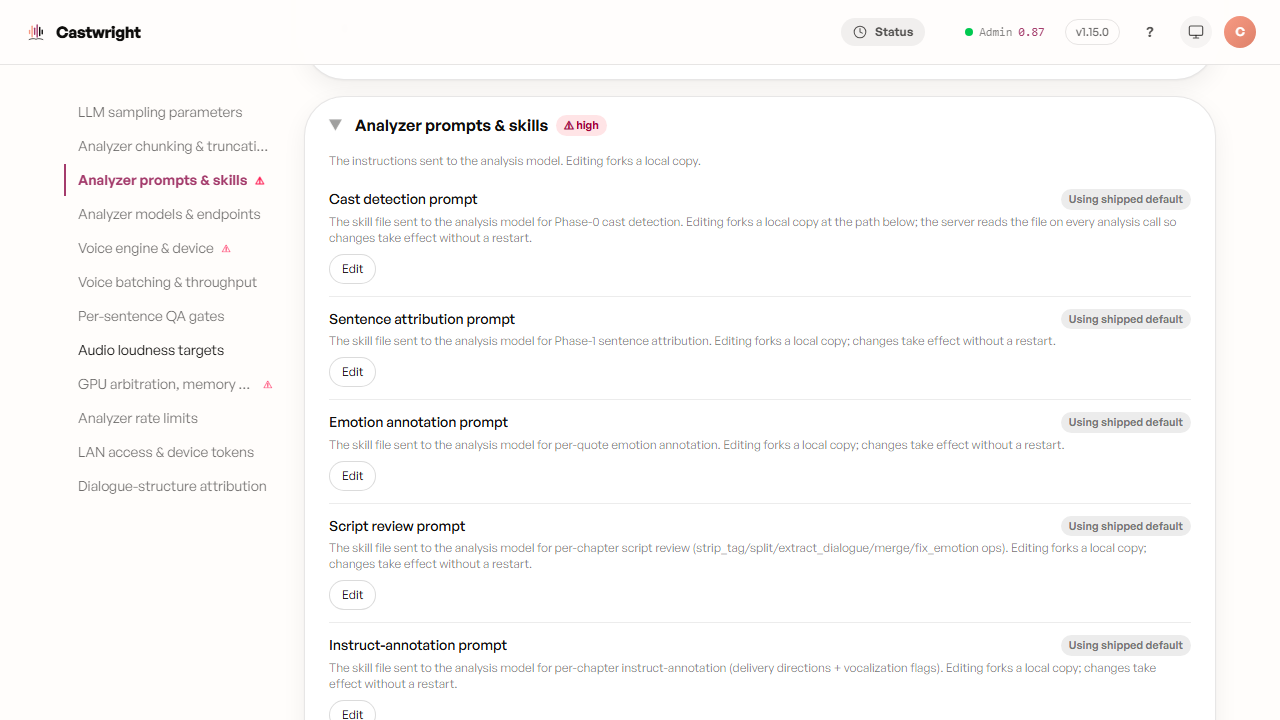 Castwright
Status
Admin 0.87
v1.15.0
?
C
LLM sampling parameters
Analyzer chunking & truncati...
Analyzer prompts & skills
Analyzer models & endpoints
Voice engine & device
Voice batching & throughput
Per-sentence QA gates
Audio loudness targets
GPU arbitration, memory ...
Analyzer rate limits
LAN access & device tokens
Dialogue-structure attribution
Analyzer prompts & skills
high
The instructions sent to the analysis model. Editing forks a local copy.
Cast detection prompt
Using shipped default
The skill file sent to the analysis model for Phase-0 cast detection. Editing forks a local copy at the path below; the server reads the file on every analysis call so
changes take effect without a restart.
Edit
Sentence attribution prompt
Using shipped default
The skill file sent to the analysis model for Phase-1 sentence attribution. Editing forks a local copy; changes take effect without a restart.
Edit
Emotion annotation prompt
Using shipped default
The skill file sent to the analysis model for per-quote emotion annotation. Editing forks a local copy; changes take effect without a restart.
Edit
Script review prompt
Using shipped default
The skill file sent to the analysis model for per-chapter script review (strip_tag/split/extract_dialogue/merge/fix_emotion ops). Editing forks a local copy;
changes take effect without a restart.
Edit
Instruct-annotation prompt
Using shipped default
The skill file sent to the analysis model for per-chapter instruct-annotation (delivery directions + vocalization flags). Editing forks a local copy; changes take
effect without a restart.
Edit